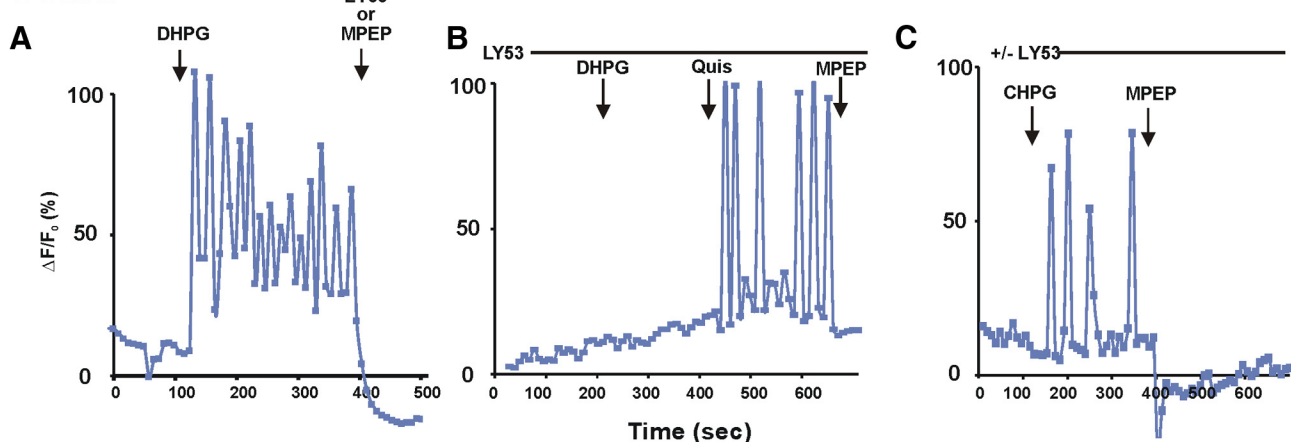 or
A
DHPG
MPEP
100
50
0
ΔF/F₀ (%)
0 100 200 300 400 500
B
LY53
DHPG
Quis
MPEP
100
50
0
0 100 200 300 400 500 600
Time (sec)
C
+/- LY53
CHPG
MPEP
100
50
0
0 100 200 300 400 500 600